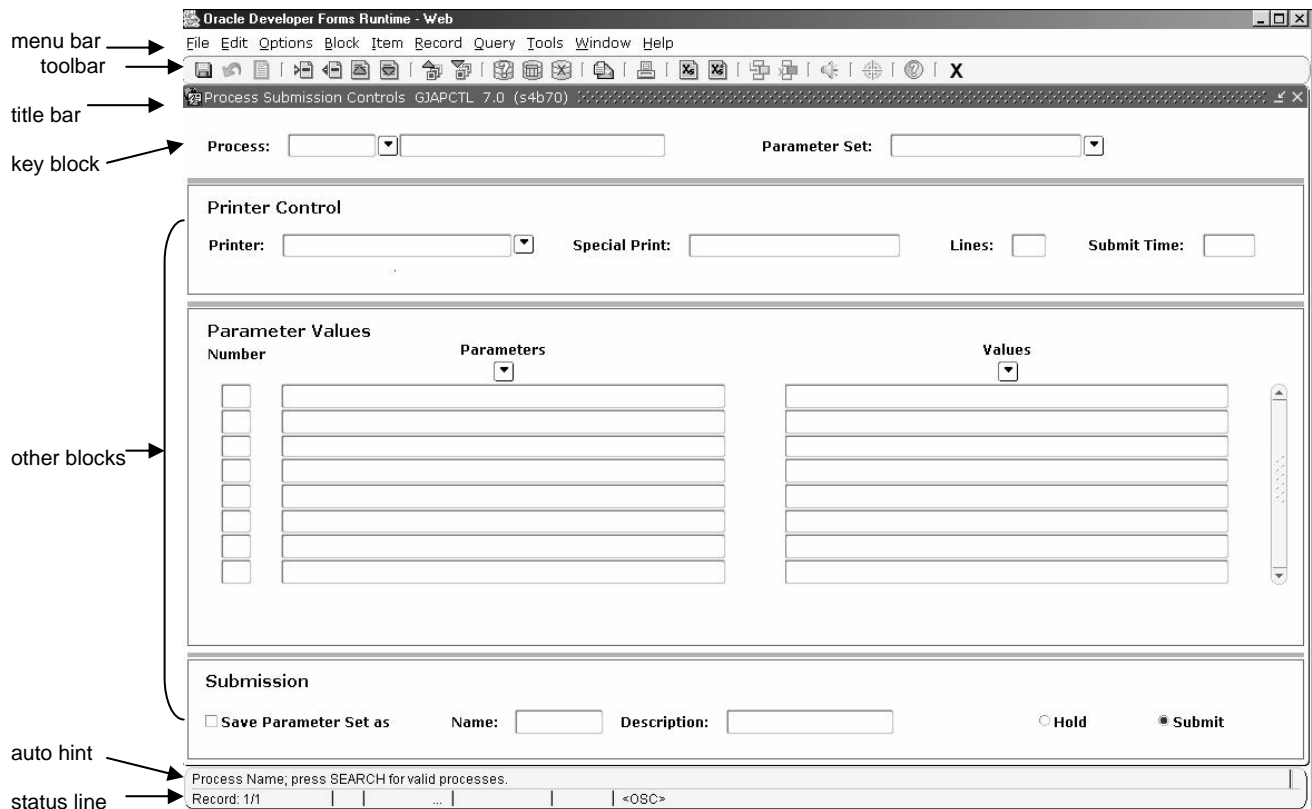 Oracle Developer Forms Runtime - Web
menu bar
File Edit Options Block Item Record Query Tools Window Help
toolbar
X
title bar
Process Submission Controls GJAPCTL 7.0 (s4b70)
key block
Process: Parameter Set:
Printer Control
Printer: Special Print: Lines: Submit Time:
Parameter Values
Number Parameters Values
other blocks
Submission
Save Parameter Set as Name: Description: Hold Submit
auto hint
Process Name; press SEARCH for valid processes.
status line
Record: 1/1 ... <OSC>